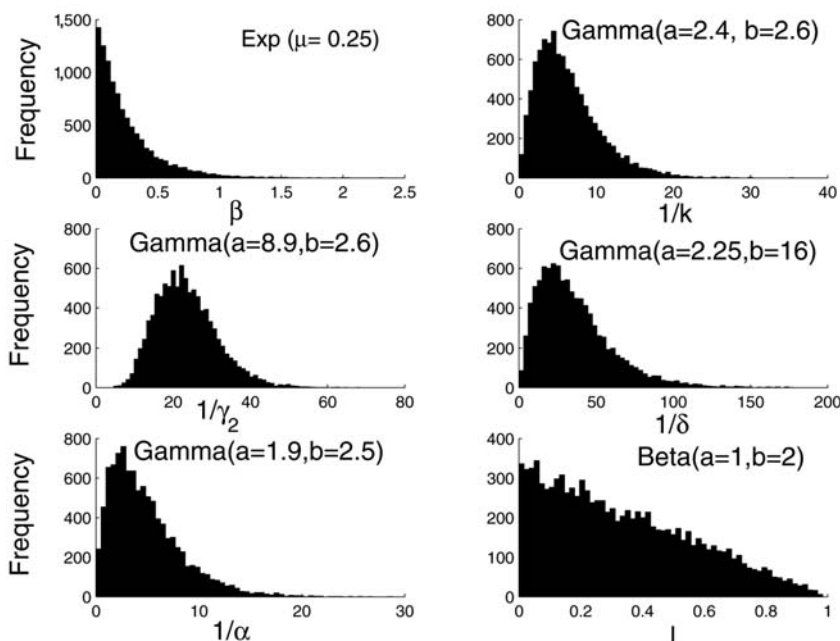 Frequency
1,500
1,000
500
0
Exp (μ= 0.25)
0 0.5 1 1.5 2 2.5
β
800
600
400
200
0
Gamma(a=2.4, b=2.6)
0 10 20 30 40
1/k
Frequency
800
600
400
200
0
Gamma(a=8.9,b=2.6)
0 20 40 60 80
1/γ₂
800
600
400
200
0
Gamma(a=2.25,b=16)
0 50 100 150 200
1/δ
Frequency
800
600
400
200
0
Gamma(a=1.9,b=2.5)
0 10 20 30
1/α
400
300
200
100
0
Beta(a=1,b=2)
0 0.2 0.4 0.6 0.8 1